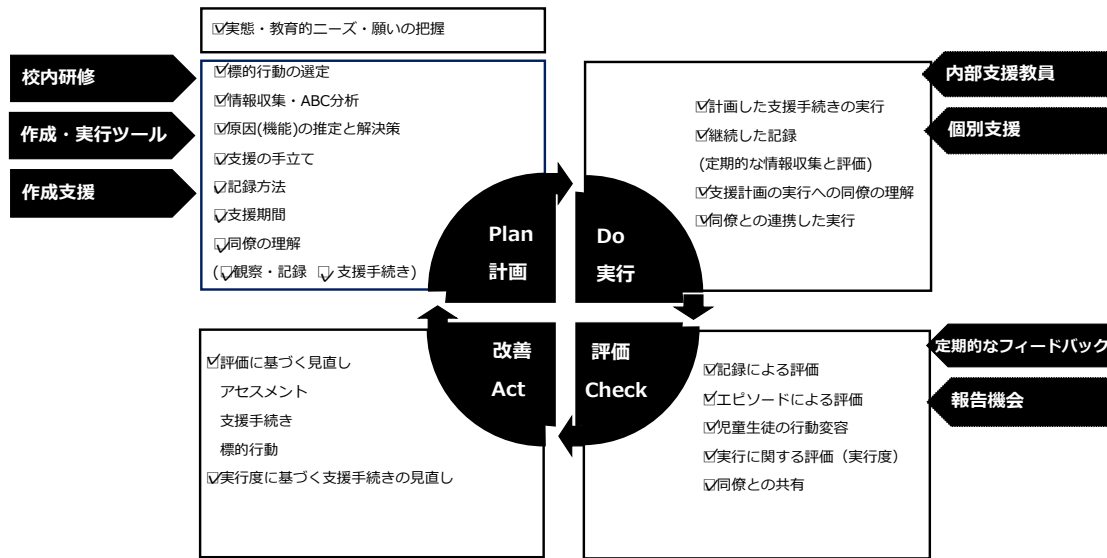 ☑実態・教育的ニーズ・願いの把握
校内研修
作成・実行ツール
作成支援
☑標的行動の選定
☑情報収集・ABC分析
☑原因(機能)の推定と解決策
☑支援の手立て
☑記録方法
☑支援期間
☑同僚の理解
(☑観察・記録 ☑支援手続き)
Plan
計画
Do
実行
☑計画した支援手続きの実行
☑継続した記録
(定期的な情報収集と評価)
☑支援計画の実行への同僚の理解
☑同僚との連携した実行
内部支援教員
個別支援
☑評価に基づく見直し
アセスメント
支援手続き
標的行動
☑実行度に基づく支援手続きの見直し
改善
Act
評価
Check
☑記録による評価
☑エピソードによる評価
☑児童生徒の行動変容
☑実行に関する評価（実行度）
☑同僚との共有
定期的なフィードバック
報告機会